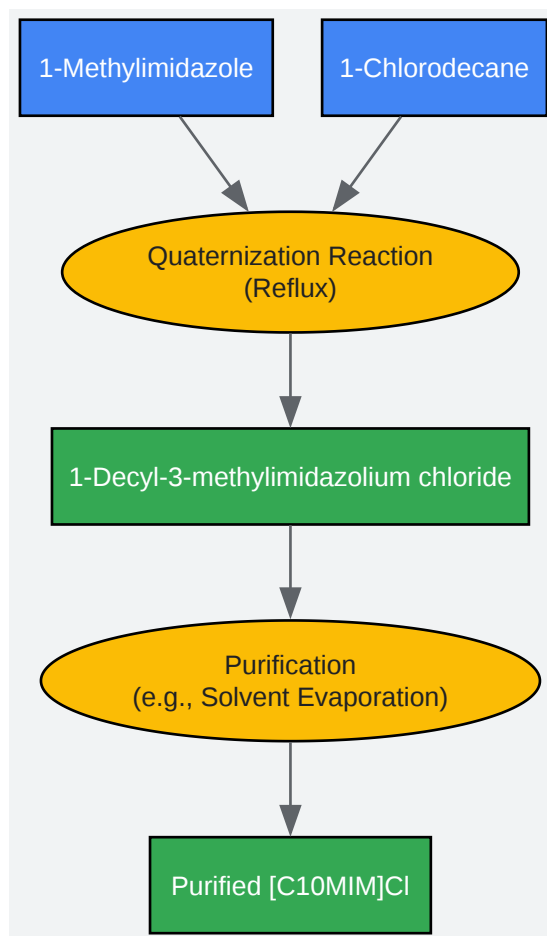 1-Methylimidazole
1-Chlorodecane
Quaternization Reaction
(Reflux)
1-Decyl-3-methylimidazolium chloride
Purification
(e.g., Solvent Evaporation)
Purified [C10MIM]Cl